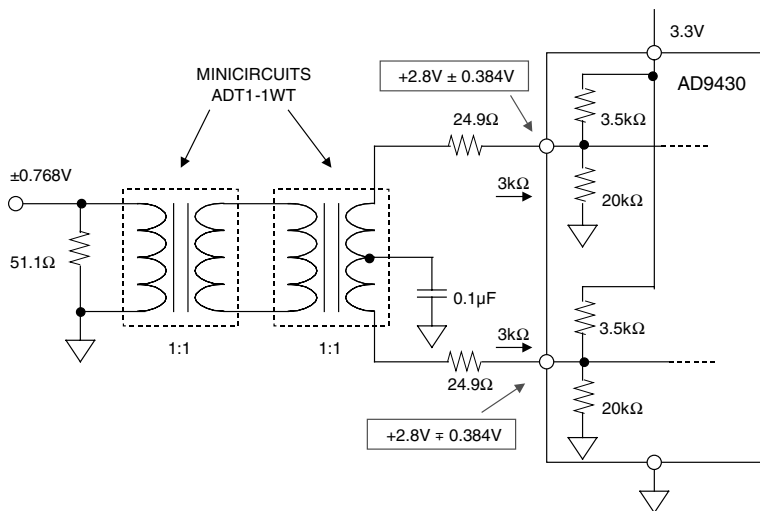 3.3V
MINICIRCUITS
ADT1-1WT
+2.8V ± 0.384V
AD9430
24.9Ω
3.5kΩ
±0.768V
3kΩ
20kΩ
51.1Ω
0.1μF
3kΩ
3.5kΩ
1:1
1:1
24.9Ω
20kΩ
+2.8V ∓ 0.384V